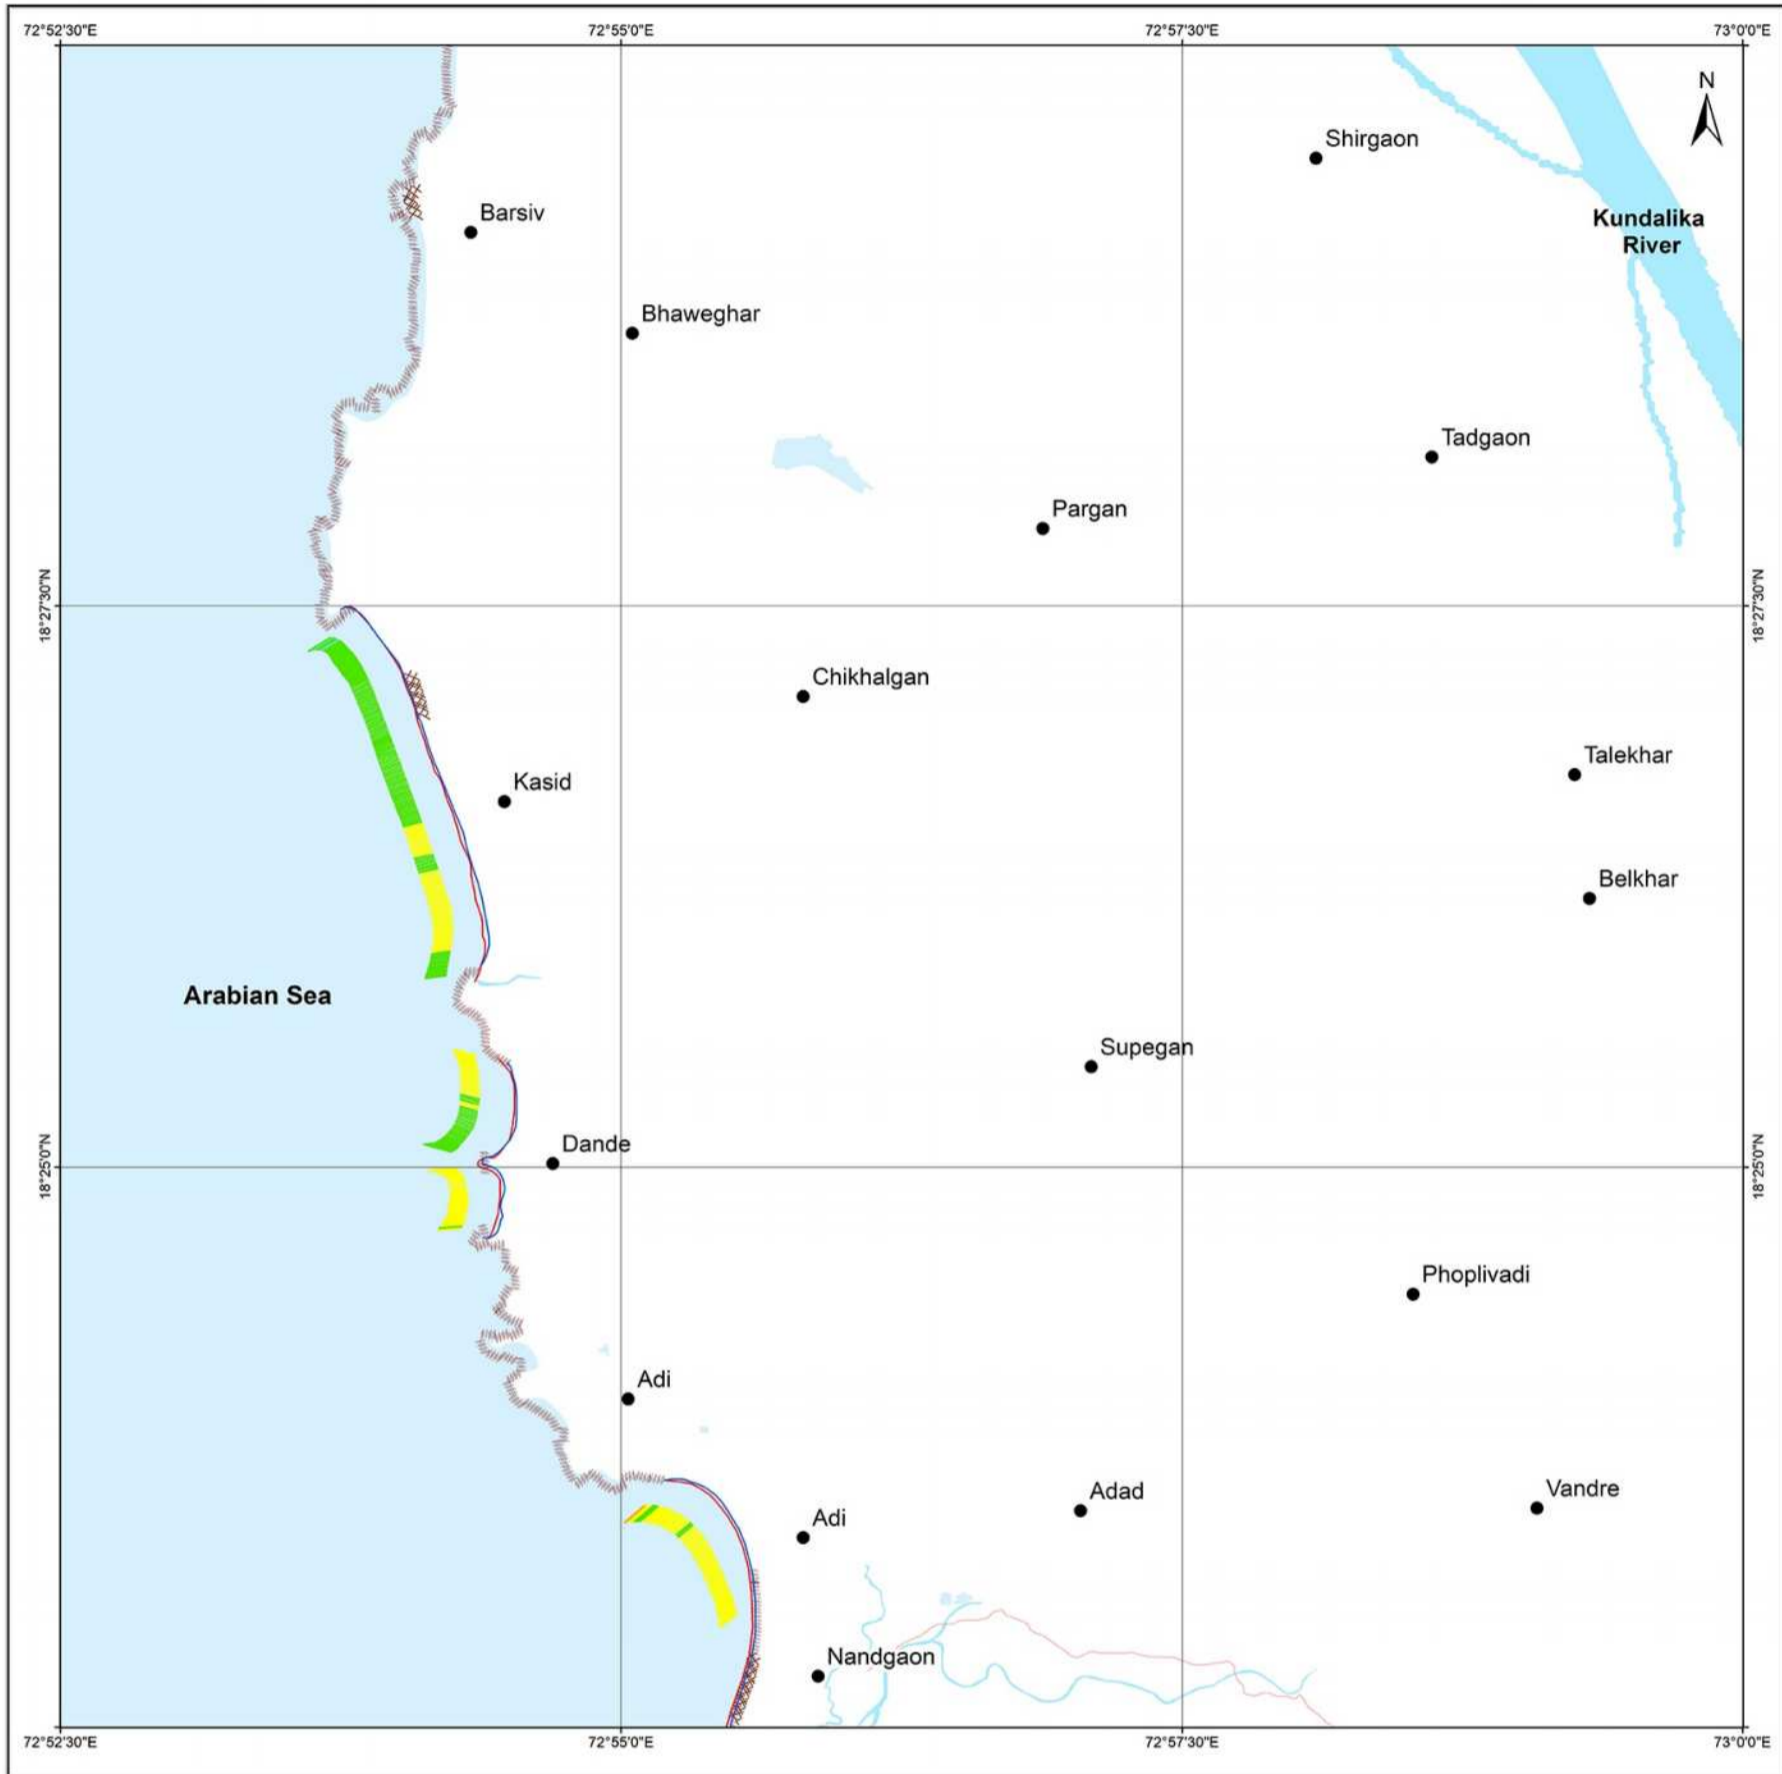 72°52'30"E
72°55'0"E
72°57'30"E
73°0'0"E
N
Shirgaon
Barsiv
Kundalika
River
Bhaweghar
Tadgaon
Pargan
18°27'30"N
18°27'30"N
Chikhalgan
Talekhar
Kasid
Belkhar
Arabian Sea
Supegan
Dande
18°25'0"N
18°25'0"N
Phoplivadi
Adi
Adad
Vandre
Adi
Nandgaon
72°52'30"E
72°55'0"E
72°57'30"E
73°0'0"E